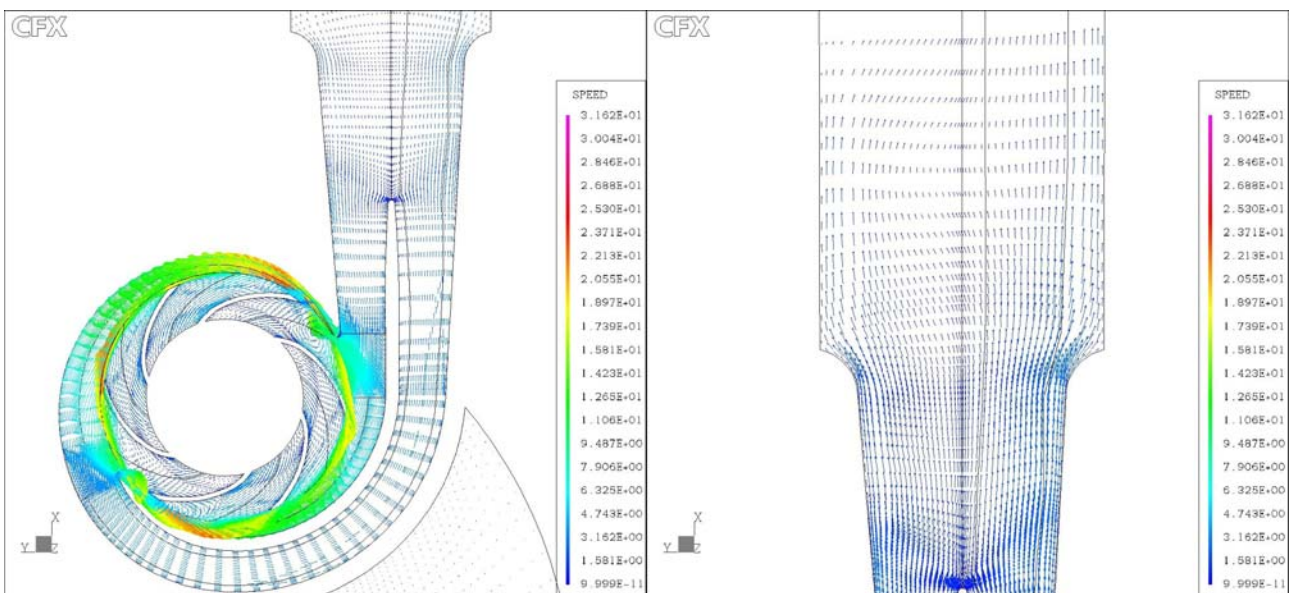 CFX
SPEED
3.162E+01
3.004E+01
2.846E+01
2.688E+01
2.530E+01
2.371E+01
2.213E+01
2.055E+01
1.897E+01
1.739E+01
1.581E+01
1.423E+01
1.265E+01
1.106E+01
9.487E+00
7.906E+00
6.325E+00
4.743E+00
3.162E+00
1.581E+00
9.999E-11
X
Y
Z
CFX
SPEED
3.162E+01
3.004E+01
2.846E+01
2.688E+01
2.530E+01
2.371E+01
2.213E+01
2.055E+01
1.897E+01
1.739E+01
1.581E+01
1.423E+01
1.265E+01
1.106E+01
9.487E+00
7.906E+00
6.325E+00
4.743E+00
3.162E+00
1.581E+00
9.999E-11
X
Y
Z